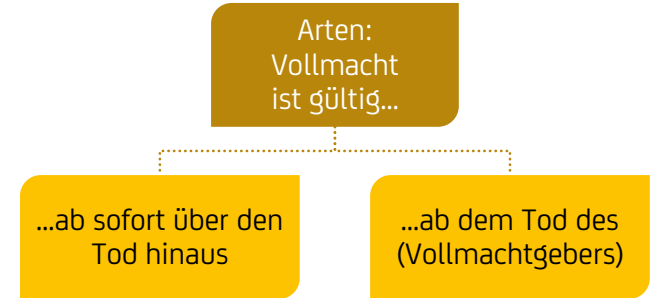 Arten:
Vollmacht
ist gültig...
...ab sofort über den
Tod hinaus
...ab dem Tod des
(Vollmachtgebers)